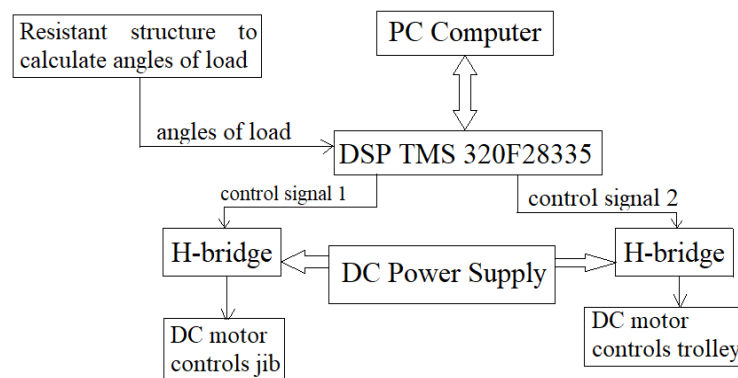 Resistant structure to
calculate angles of load
PC Computer
angles of load
DSP TMS 320F28335
control signal 1
control signal 2
H-bridge
DC Power Supply
H-bridge
DC motor
controls jib
DC motor
controls trolley